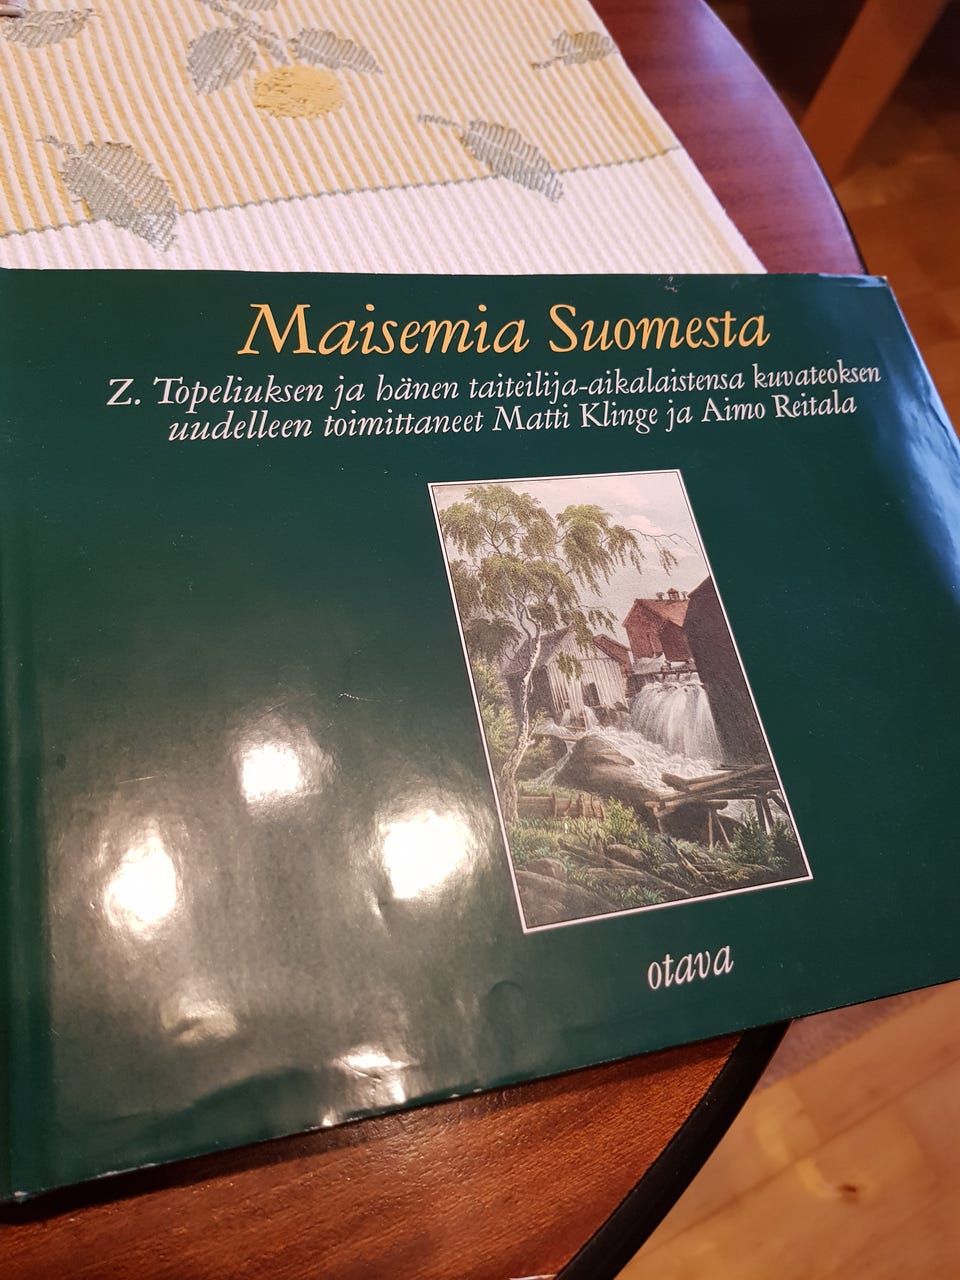 Maisemia Suomesta
Z. Topeliuksen ja hänen taiteilija-aikalaistensa kuvateoksen
uudelleen toimittaneet Matti Klinge ja Aimo Reitala
otava